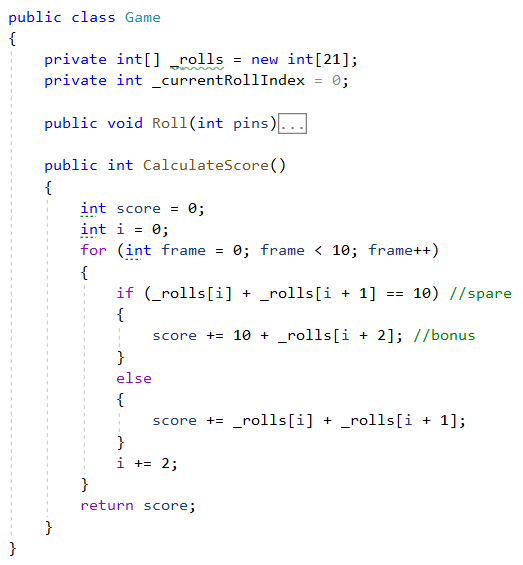 public class Game
{
private int[] _rolls = new int[21];
private int _currentRollIndex = 0;
public void Roll(int pins)...
public int CalculateScore()
{
int score = 0;
int i = 0;
for (int frame = 0; frame < 10; frame++)
{
if (_rolls[i] + _rolls[i + 1] == 10) //spare
{
score += 10 + _rolls[i + 2]; //bonus
}
else
{
score += _rolls[i] + _rolls[i + 1];
}
i += 2;
}
return score;
}
}